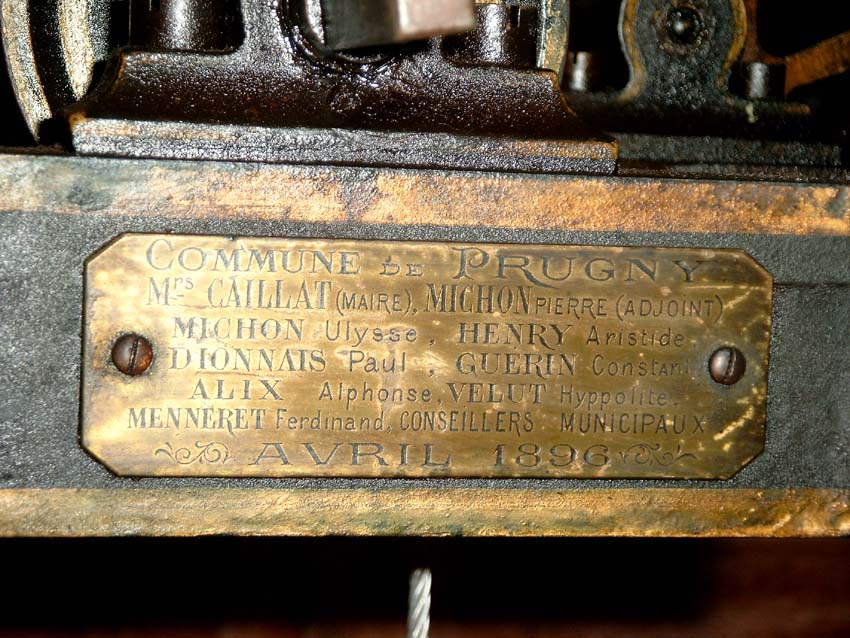 COMMUNE DE PRUGNY
Mrs CAILLAT (MAIRE), MICHON PIERRE (ADJOINT)
MICHON Ulysse, HENRY Aristide,
DIONNAIS Paul, GUÉRIN Constant,
ALIX Alphonse, VELUT Hyppolite,
MENNERET Ferdinand, CONSEILLERS MUNICIPAUX
AVRIL 1896